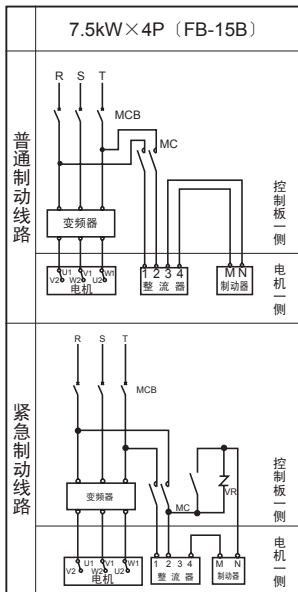 7.5kW×4P〔FB-15B〕
普通制动线路
R S T
MCB
MC
变频器
控制板一侧
1 2 3 4
M N
U1 V1 W1
V2 W2 U2
电机
整流器
制动器
电机一侧
紧急制动线路
R S T
MCB
变频器
MC
VR
控制板一侧
1 2 3 4
M N
U1 V1 W1
V2 W2 U2
电机
整流器
制动器
电机一侧